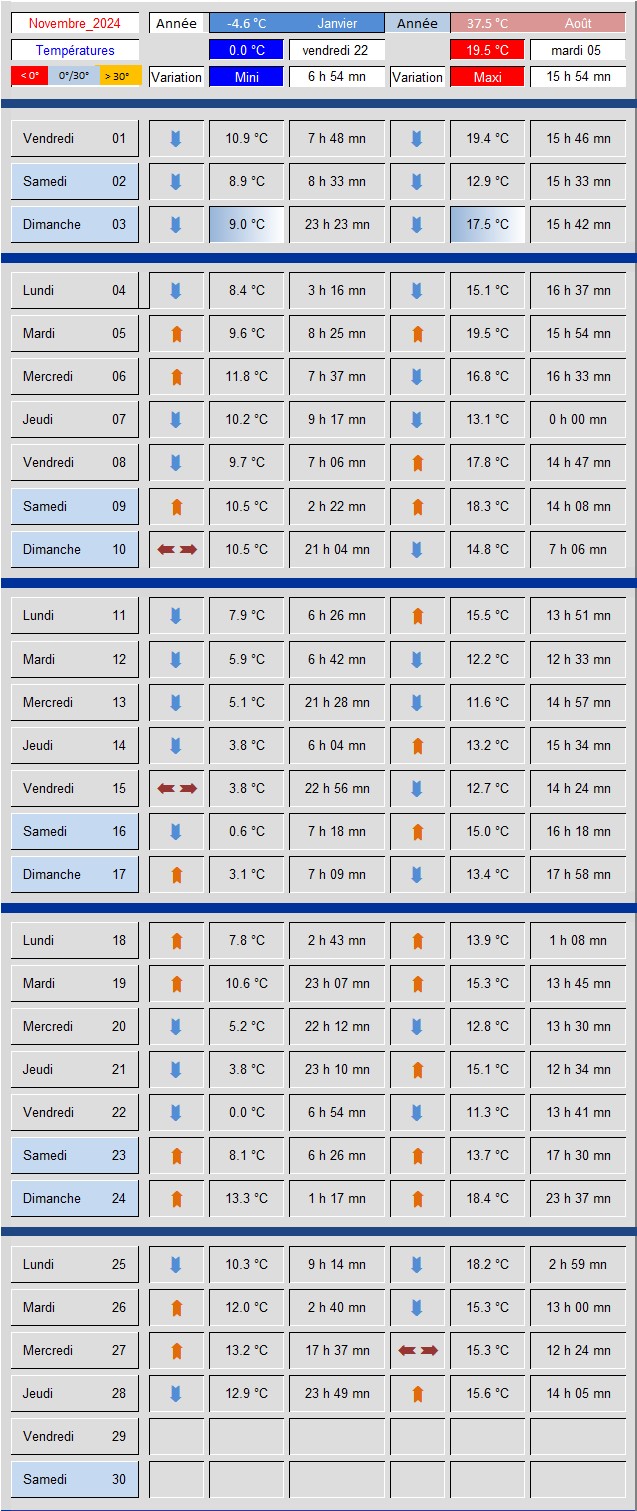 Novembre_2024 Année -4.6 °C Janvier Année 37.5 °C Août
Températures 0.0 °C vendredi 22 19.5 °C mardi 05
< 0° 0°/30° > 30° Variation Mini 6 h 54 mn Variation Maxi 15 h 54 mn
Vendredi 01 10.9 °C 7 h 48 mn 19.4 °C 15 h 46 mn
Samedi 02 8.9 °C 8 h 33 mn 12.9 °C 15 h 33 mn
Dimanche 03 9.0 °C 23 h 23 mn 17.5 °C 15 h 42 mn
Lundi 04 8.4 °C 3 h 16 mn 15.1 °C 16 h 37 mn
Mardi 05 9.6 °C 8 h 25 mn 19.5 °C 15 h 54 mn
Mercredi 06 11.8 °C 7 h 37 mn 16.8 °C 16 h 33 mn
Jeudi 07 10.2 °C 9 h 17 mn 13.1 °C 0 h 00 mn
Vendredi 08 9.7 °C 7 h 06 mn 17.8 °C 14 h 47 mn
Samedi 09 10.5 °C 2 h 22 mn 18.3 °C 14 h 08 mn
Dimanche 10 10.5 °C 21 h 04 mn 14.8 °C 7 h 06 mn
Lundi 11 7.9 °C 6 h 26 mn 15.5 °C 13 h 51 mn
Mardi 12 5.9 °C 6 h 42 mn 12.2 °C 12 h 33 mn
Mercredi 13 5.1 °C 21 h 28 mn 11.6 °C 14 h 57 mn
Jeudi 14 3.8 °C 6 h 04 mn 13.2 °C 15 h 34 mn
Vendredi 15 3.8 °C 22 h 56 mn 12.7 °C 14 h 24 mn
Samedi 16 0.6 °C 7 h 18 mn 15.0 °C 16 h 18 mn
Dimanche 17 3.1 °C 7 h 09 mn 13.4 °C 17 h 58 mn
Lundi 18 7.8 °C 2 h 43 mn 13.9 °C 1 h 08 mn
Mardi 19 10.6 °C 23 h 07 mn 15.3 °C 13 h 45 mn
Mercredi 20 5.2 °C 22 h 12 mn 12.8 °C 13 h 30 mn
Jeudi 21 3.8 °C 23 h 10 mn 15.1 °C 12 h 34 mn
Vendredi 22 0.0 °C 6 h 54 mn 11.3 °C 13 h 41 mn
Samedi 23 8.1 °C 6 h 26 mn 13.7 °C 17 h 30 mn
Dimanche 24 13.3 °C 1 h 17 mn 18.4 °C 23 h 37 mn
Lundi 25 10.3 °C 9 h 14 mn 18.2 °C 2 h 59 mn
Mardi 26 12.0 °C 2 h 40 mn 15.3 °C 13 h 00 mn
Mercredi 27 13.2 °C 17 h 37 mn 15.3 °C 12 h 24 mn
Jeudi 28 12.9 °C 23 h 49 mn 15.6 °C 14 h 05 mn
Vendredi 29
Samedi 30